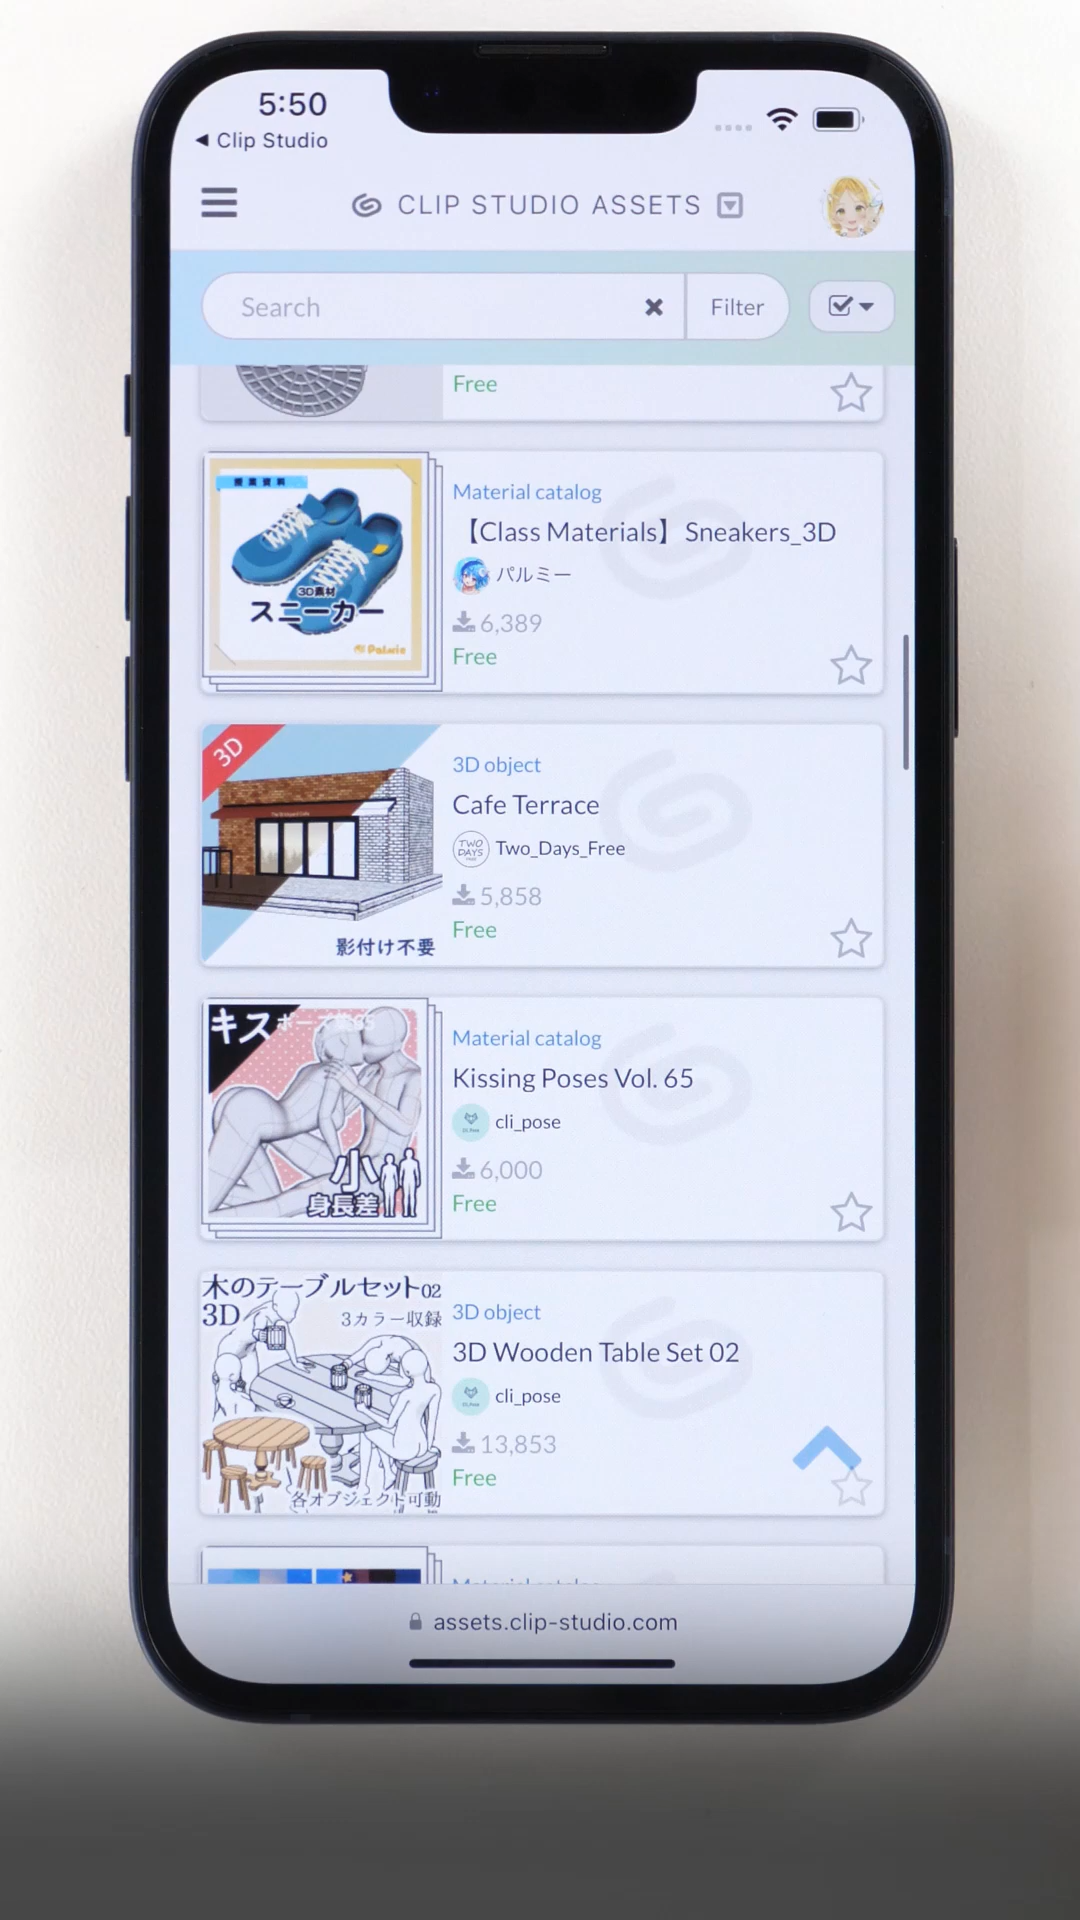 5:50
◀ Clip Studio
CLIP STUDIO ASSETS
Search
Filter
Free
授業資料
3D素材
スニーカー
Palmie
Material catalog
【Class Materials】 Sneakers_3D
パルミー
6,389
Free
3D
影付け不要
3D object
Cafe Terrace
TWO
DAYS
Two_Days_Free
5,858
Free
キス
小
身長差
Material catalog
Kissing Poses Vol. 65
cli_pose
6,000
Free
木のテーブルセット02
3D
3カラー収録
各オブジェクト可動
3D object
3D Wooden Table Set 02
cli_pose
13,853
Free
Material catalog
assets.clip-studio.com